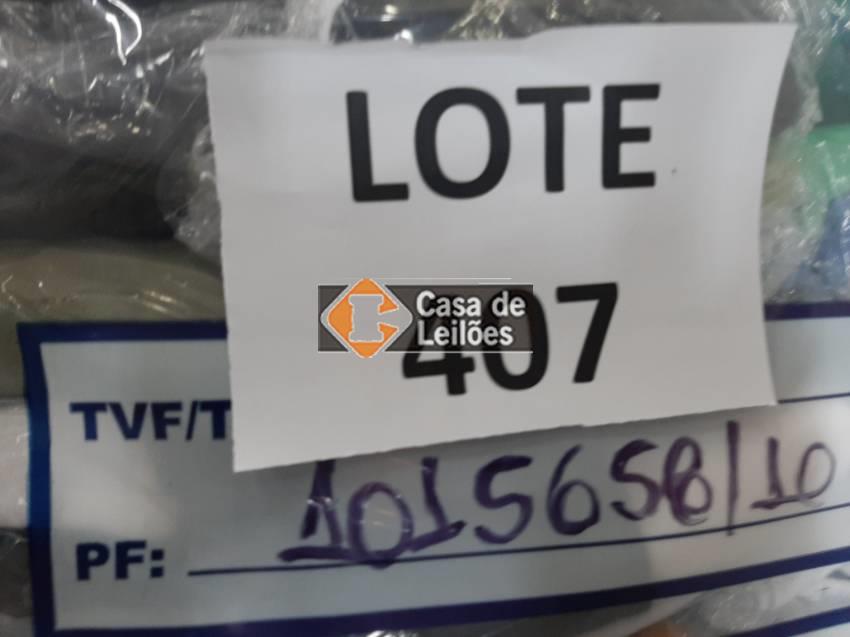 LOTE
Casa de
Leilões
407
TVF/T
1015658/10
PF: